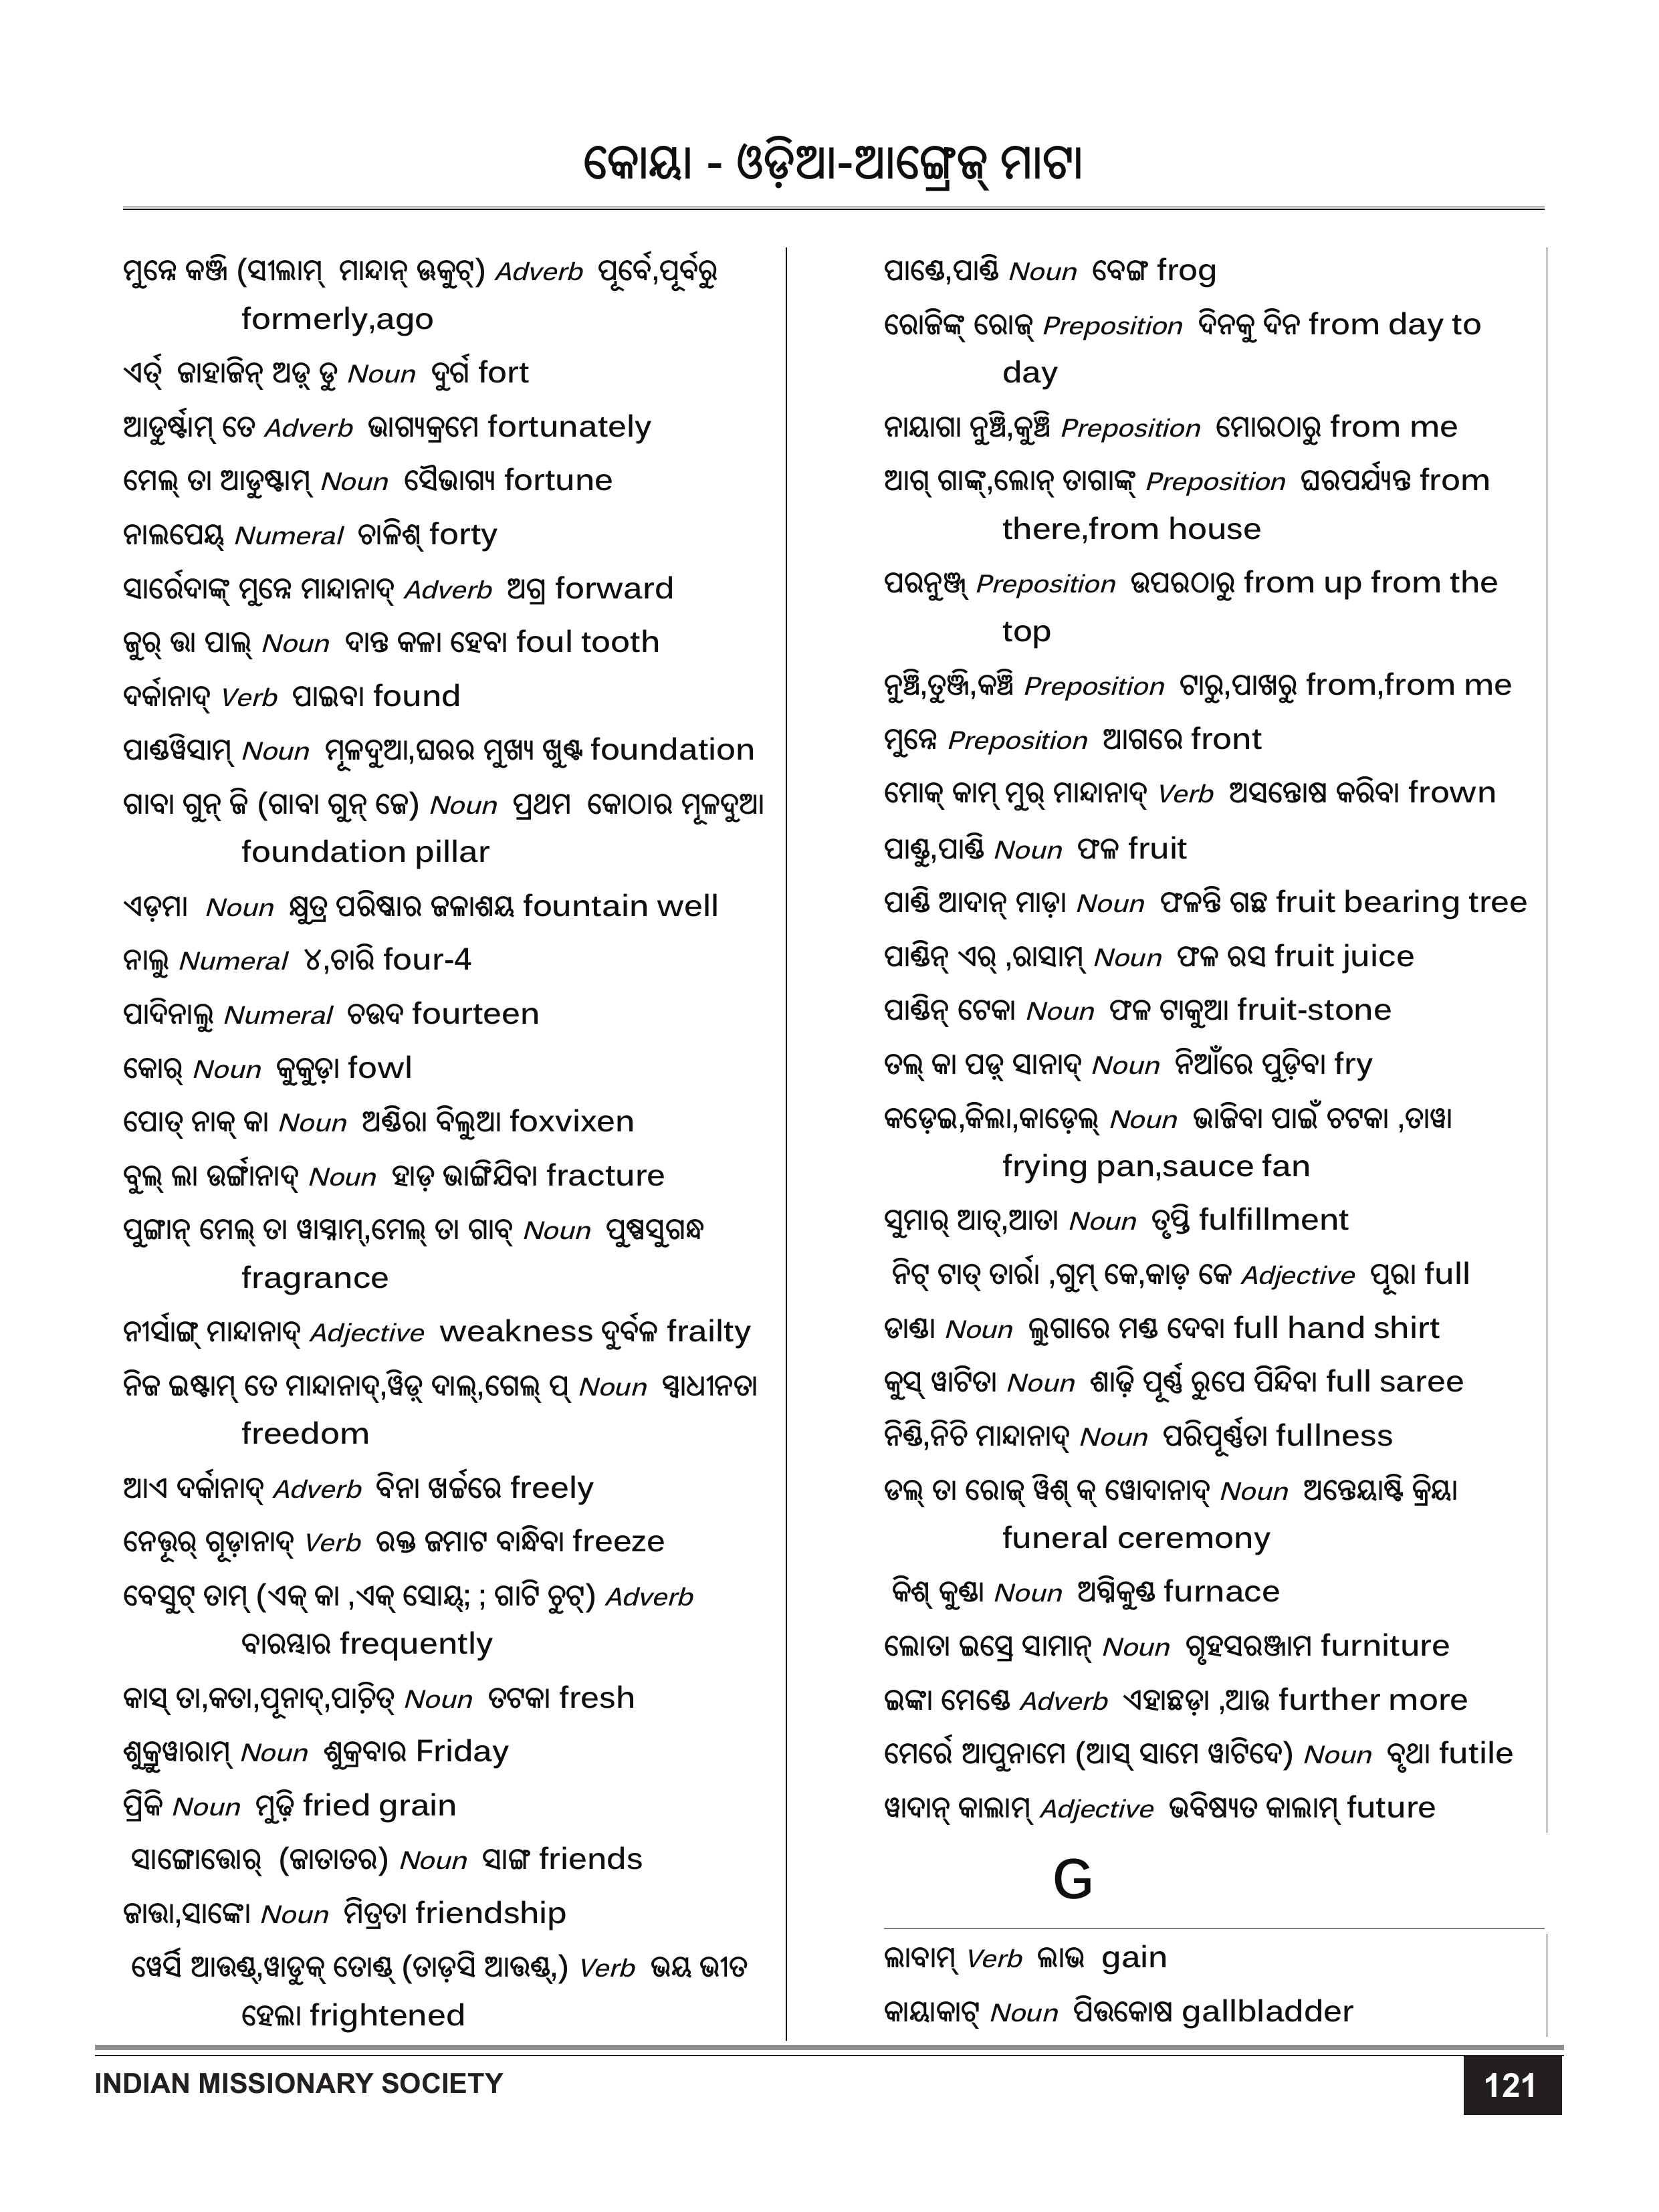 କୋୟା - ଓଡ଼ିଆ-ଆଙ୍ଗ୍ରେଜ୍ ମାଟା
ମୁନ୍ନେ କଞ୍ଜି (ସୀଲାମ୍ ମାନ୍ଦାନ୍ ଊକୁଟ୍) Adverb ପୂର୍ବେ,ପୂର୍ବରୁ
formerly,ago
ଏର୍ତ୍ ଜାହାଜିନ୍ ଅଡ୍ ଡୁ Noun ଦୁର୍ଗ fort
ଆଡୁର୍ଷ୍ଟାମ୍ ତେ Adverb ଭାଗ୍ୟକ୍ରମେ fortunately
ମେଲ୍ ତା ଆଡୁଷ୍ଟାମ୍ Noun ସୈଭାଗ୍ୟ fortune
ନାଲପେୟ୍ Numeral ଚାଳିଶ୍ forty
ସାର୍ରେଦାଙ୍କ୍ ମୁନ୍ନେ ମାନ୍ଦାନାଦ୍ Adverb ଅଗ୍ର forward
ଜୁର୍ ତ୍ତା ପାଲ୍ Noun ଦାନ୍ତ କଳା ହେବା foul tooth
ଦର୍କାନାଦ୍ Verb ପାଇବା found
ପାଣ୍ଡୱିସାମ୍ Noun ମୂଳଦୁଆ,ଘରର ମୁଖ୍ୟ ଖୁଣ୍ଟ foundation
ଗାବା ଗୁନ୍ ଜି (ଗାବା ଗୁନ୍ ଜେ) Noun ପ୍ରଥମ କୋଠାର ମୂଳଦୁଆ
foundation pillar
ଏଡ଼ମା Noun କ୍ଷୁତ୍ର ପରିଷ୍କାର ଜଳାଶୟ fountain well
ନାଲୁ Numeral ୪,ଚାରି four-4
ପାଦିନାଲୁ Numeral ଚଉଦ fourteen
କୋର୍ Noun କୁକୁଡ଼ା fowl
ପୋତ୍ ନାକ୍ କା Noun ଅଣ୍ଡିରା ବିଲୁଆ foxvixen
ବୁଲ୍ ଲା ଉର୍ଙ୍ଗାନାଦ୍ Noun ହାଡ଼ ଭାଙ୍ଗିଯିବା fracture
ପୁଙ୍ଗାନ୍ ମେଲ୍ ତା ୱାସ୍ନାମ୍,ମେଲ୍ ତା ଗାବ୍ Noun ପୁଷ୍ପସୁଗନ୍ଧ
fragrance
ନୀର୍ସାଙ୍ଗ୍ ମାନ୍ଦାନାଦ୍ Adjective weakness ଦୁର୍ବଳ frailty
ନିଜ ଇଷ୍ଟାମ୍ ତେ ମାନ୍ଦାନାଦ୍,ୱିଡ୍ ଦାଲ୍,ଗେଲ୍ ପ୍ Noun ସ୍ଵାଧୀନତା
freedom
ଆଏ ଦର୍କାନାଦ୍ Adverb ବିନା ଖର୍ଚ୍ଚରେ freely
ନେତ୍ତୂର୍ ଗୂଡ଼ାନାଦ୍ Verb ରକ୍ତ ଜମାଟ ବାନ୍ଧିବା freeze
ବେସୁଟ୍ ତାମ୍ (ଏକ୍ କା ,ଏକ୍ ସୋୟ୍; ; ଗାଟି ଚୁଟ୍) Adverb
ବାରମ୍ଭାର frequently
କାସ୍ ତା,କତା,ପୂନାଦ୍,ପାଚ଼ିତ୍ Noun ତଟକା fresh
ଶୁକ୍ରୁୱାରାମ୍ Noun ଶୁକ୍ରବାର Friday
ପ୍ରିକି Noun ମୁଢ଼ି fried grain
ସାଙ୍ଗୋତ୍ତୋର୍ (ଜାତାତର) Noun ସାଙ୍ଗ friends
ଜାତ୍ତା,ସାଙ୍କୋ Noun ମିତ୍ରତା friendship
ୱେର୍ସି ଆତ୍ତଣ୍ଡ୍,ୱାଡୁକ୍ ତୋଣ୍ଡ୍ (ତାଡ଼ସି ଆତ୍ତଣ୍ଡ୍,) Verb ଭୟ ଭୀତ
ହେଲା frightened
ପାଣ୍ଡେ,ପାଣ୍ଡି Noun ବେଙ୍ଗ frog
ରୋଜିଙ୍କ୍ ରୋଜ୍ Preposition ଦିନକୁ ଦିନ from day to
day
ନାୟାଗା ନୁଞ୍ଚି,କୁଞ୍ଚି Preposition ମୋରଠାରୁ from me
ଆଗ୍ ଗାଙ୍କ୍,ଲୋନ୍ ତାଗାଙ୍କ୍ Preposition ଘରପର୍ଯ୍ୟନ୍ତ from
there,from house
ପରନୁଞ୍ଜ୍ Preposition ଉପରଠାରୁ from up from the
top
ନୁଞ୍ଚି,ତୁଞ୍ଜି,କଞ୍ଚି Preposition ଟାରୁ,ପାଖରୁ from,from me
ମୁନ୍ନେ Preposition ଆଗରେ front
ମୋକ୍ କାମ୍ ମୁର୍ ମାନ୍ଦାନାଦ୍ Verb ଅସନ୍ତୋଷ କରିବା frown
ପାଣ୍ଡୁ,ପାଣ୍ଡି Noun ଫଳ fruit
ପାଣ୍ଡି ଆଦାନ୍ ମାଡ଼ା Noun ଫଳନ୍ତି ଗଛ fruit bearing tree
ପାଣ୍ଡିନ୍ ଏର୍ ,ରାସାମ୍ Noun ଫଳ ରସ fruit juice
ପାଣ୍ଡିନ୍ ଟେକା Noun ଫଳ ଟାକୁଆ fruit-stone
ତଲ୍ କା ପଡ଼୍ ସାନାଦ୍ Noun ନିଆଁରେ ପୁଡ଼ିବା fry
କଡ଼େଇ,କିଲା,କାଡ଼େଲ୍ Noun ଭାଜିବା ପାଇଁ ଚଟକା ,ତାୱା
frying pan,sauce fan
ସୁମାର୍ ଆତ୍,ଆତା Noun ତୃପ୍ତି fulfillment
ନିଟ୍ ଟାତ୍ ତାର୍ରା ,ଗୁମ୍ କେ,କାଡ଼ କେ Adjective ପୂରା full
ଡାଣ୍ଡା Noun ଲୁଗାରେ ମଣ୍ଡ ଦେବା full hand shirt
କୁସ୍ ୱାଟିତା Noun ଶାଢ଼ି ପୂର୍ଣ୍ଣ ରୁପେ ପିନ୍ଦିବା full saree
ନିଣ୍ଡି,ନିଚି ମାନ୍ଦାନାଦ୍ Noun ପରିପୂର୍ଣ୍ଣତା fullness
ଡଲ୍ ତା ରୋଜ୍ ୱିଶ୍ କ୍ ୱୋଦାନାଦ୍ Noun ଅନ୍ତେୟାଷ୍ଟି କ୍ରିୟା
funeral ceremony
କିଶ୍ କୁଣ୍ଡା Noun ଅଗ୍ନିକୁଣ୍ଡ furnace
ଲୋତା ଇସ୍ରେ ସାମାନ୍ Noun ଗୃହସରଞ୍ଜାମ furniture
ଇଙ୍କା ମେଣ୍ଡେ Adverb ଏହାଛଡ଼ା ,ଆଉ further more
ମେର୍ରେ ଆପୁନାମେ (ଆସ୍ ସାମେ ୱାଟିଦେ) Noun ବୃଥା futile
ୱାଦାନ୍ କାଲାମ୍ Adjective ଭବିଷ୍ୟତ କାଲାମ୍ future
G
ଲାବାମ୍ Verb ଲାଭ gain
କାୟାକାଟ୍ Noun ପିତ୍ତକୋଷ gallbladder
INDIAN MISSIONARY SOCIETY
121